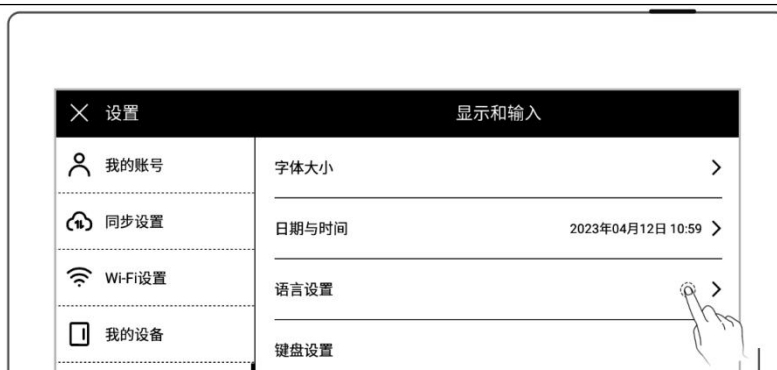 设置
显示和输入
我的账号
同步设置
Wi-Fi设置
我的设备
字体大小
日期与时间 2023年04月12日 10:59
语言设置
键盘设置